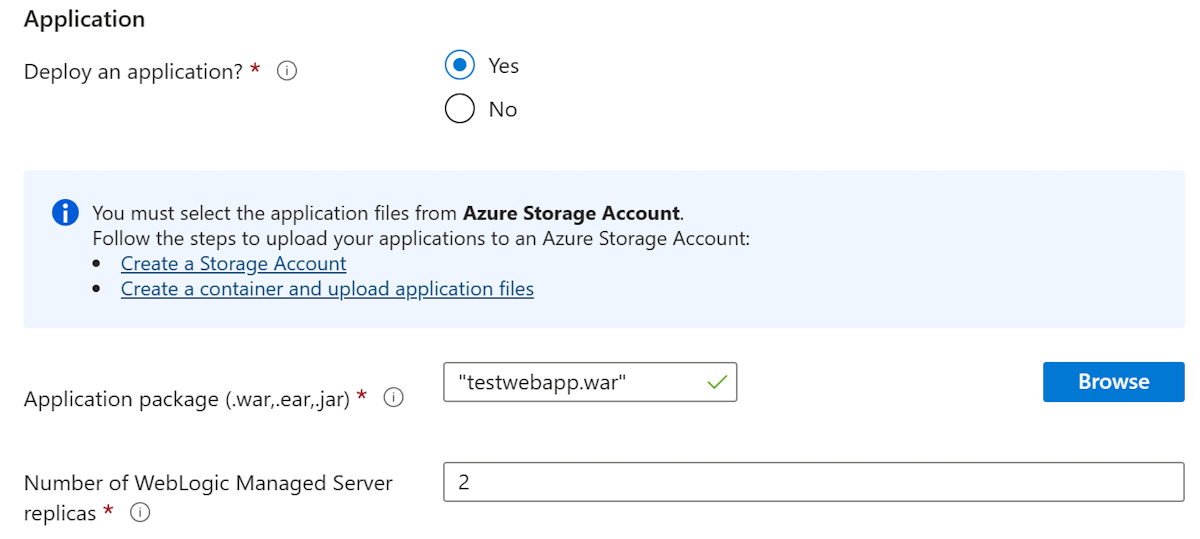 Application
Deploy an application? *
Yes
No
You must select the application files from Azure Storage Account.
Follow the steps to upload your applications to an Azure Storage Account:
• Create a Storage Account
• Create a container and upload application files
Application package (.war,.ear,.jar) *
"testwebapp.war"
Browse
Number of WebLogic Managed Server
replicas *
2